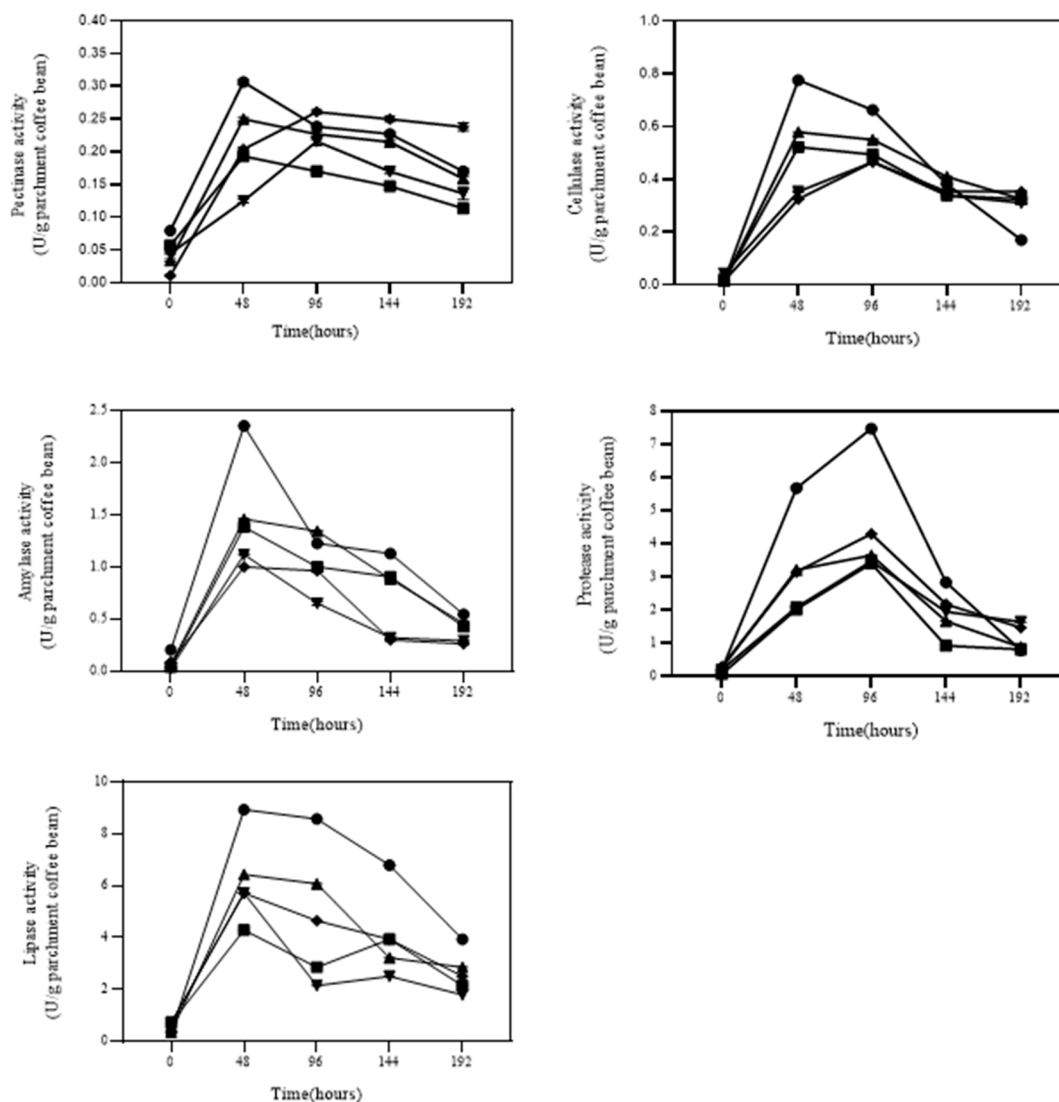 Pectinase activity
(U/g parchment coffee bean)
0.40
0.35
0.30
0.25
0.20
0.15
0.10
0.05
0.00
0 48 96 144 192
Time(hours)
Cellulase activity
(U/g parchment coffee bean)
1.0
0.8
0.6
0.4
0.2
0.0
0 48 96 144 192
Time(hours)
Amylase activity
(U/g parchment coffee bean)
2.5
2.0
1.5
1.0
0.5
0.0
0 48 96 144 192
Time(hours)
Protease activity
(U/g parchment coffee bean)
8
7
6
5
4
3
2
1
0
0 48 96 144 192
Time(hours)
Lipase activity
(U/g parchment coffee bean)
10
8
6
4
2
0
0 48 96 144 192
Time(hours)